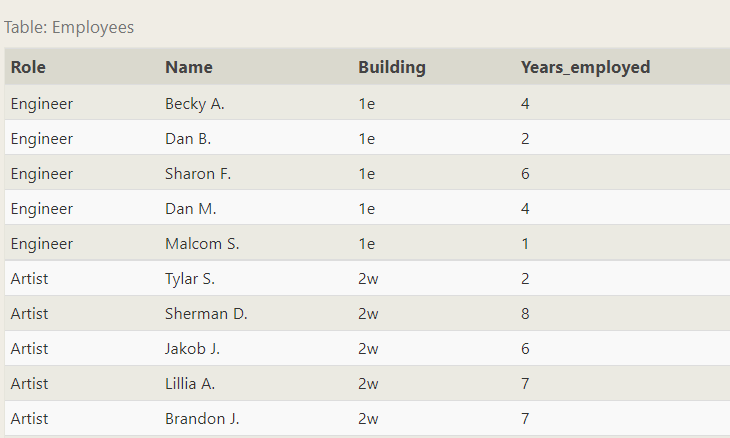 Table: Employees
Role Name Building Years_employed
Engineer Becky A. 1e 4
Engineer Dan B. 1e 2
Engineer Sharon F. 1e 6
Engineer Dan M. 1e 4
Engineer Malcom S. 1e 1
Artist Tylar S. 2w 2
Artist Sherman D. 2w 8
Artist Jakob J. 2w 6
Artist Lillia A. 2w 7
Artist Brandon J. 2w 7